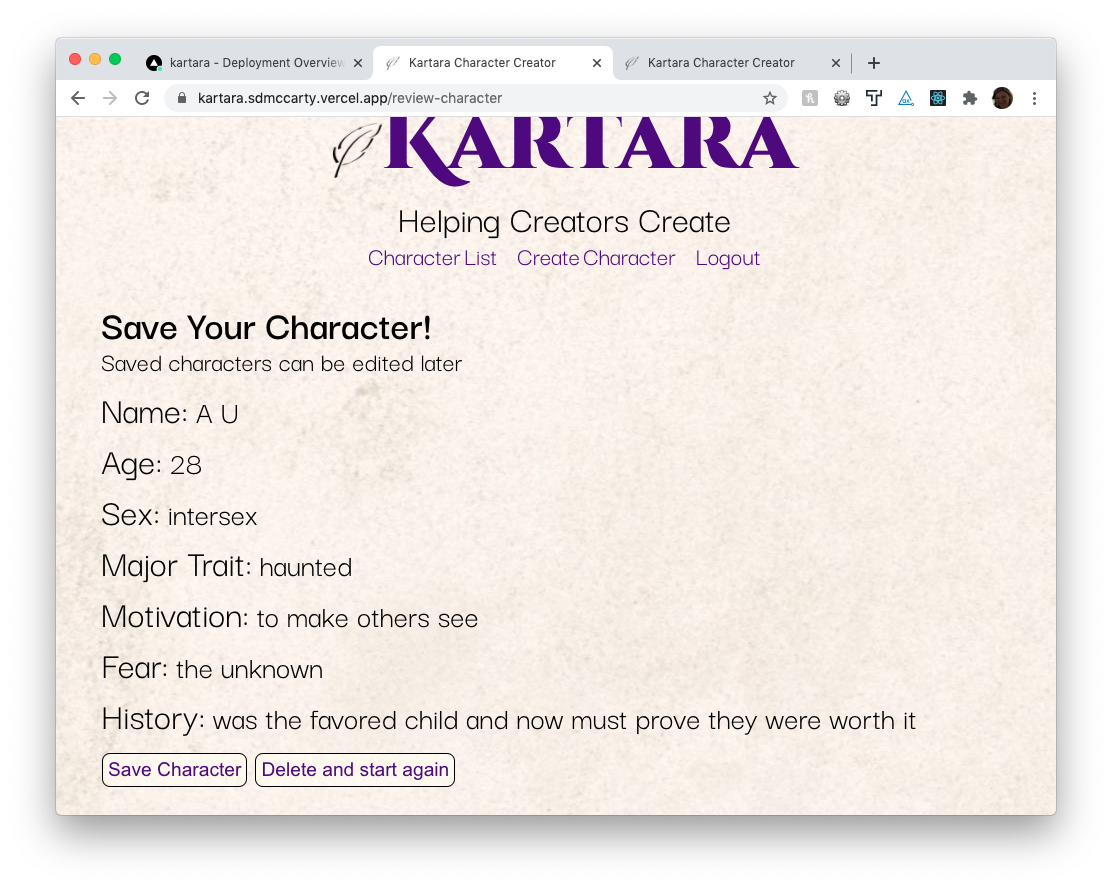 kartara - Deployment Overview
Kartara Character Creator
Kartara Character Creator
kartara.sdmccarty.vercel.app/review-character
KARTARA
Helping Creators Create
Character List Create Character Logout
Save Your Character!
Saved characters can be edited later
Name: A U
Age: 28
Sex: intersex
Major Trait: haunted
Motivation: to make others see
Fear: the unknown
History: was the favored child and now must prove they were worth it
Save Character Delete and start again